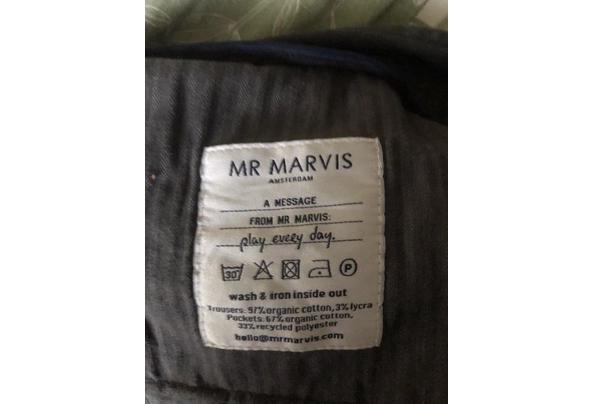 MR MARVIS
AMSTERDAM
A MESSAGE
FROM MR MARVIS:
play every day.
30 P
wash & iron inside out
Trousers: 97% organic cotton, 3% lycra
Pockets: 67% organic cotton,
33% recycled polyester
hello@mrmarvis.com